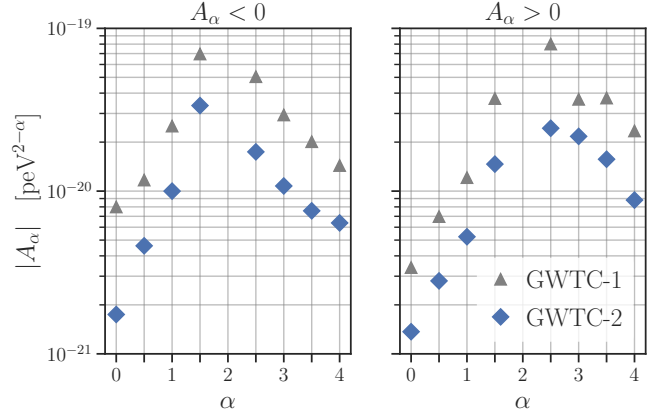 A_α < 0
A_α > 0
|A_α| [peV^{2−α}]
10^{−19}
10^{−20}
10^{−21}
GWTC-1
GWTC-2
0 1 2 3 4
0 1 2 3 4
α
α